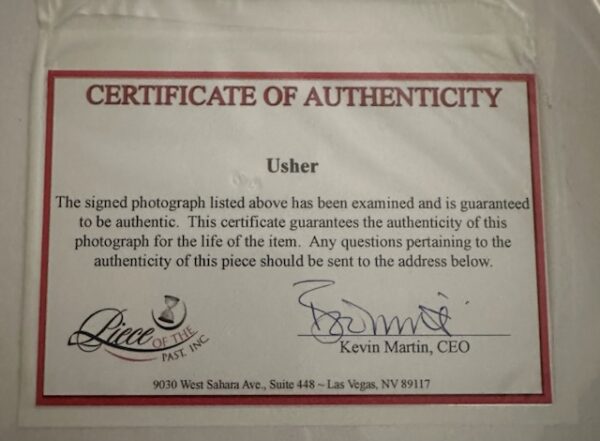 CERTIFICATE OF AUTHENTICITY
Usher
The signed photograph listed above has been examined and is guaranteed
to be authentic.  This certificate guarantees the authenticity of this
photograph for the life of the item.  Any questions pertaining to the
authenticity of this piece should be sent to the address below.
Piece OF THE
PAST, INC.
Kevin Martin, CEO
9030 West Sahara Ave., Suite 448 ~ Las Vegas, NV 89117